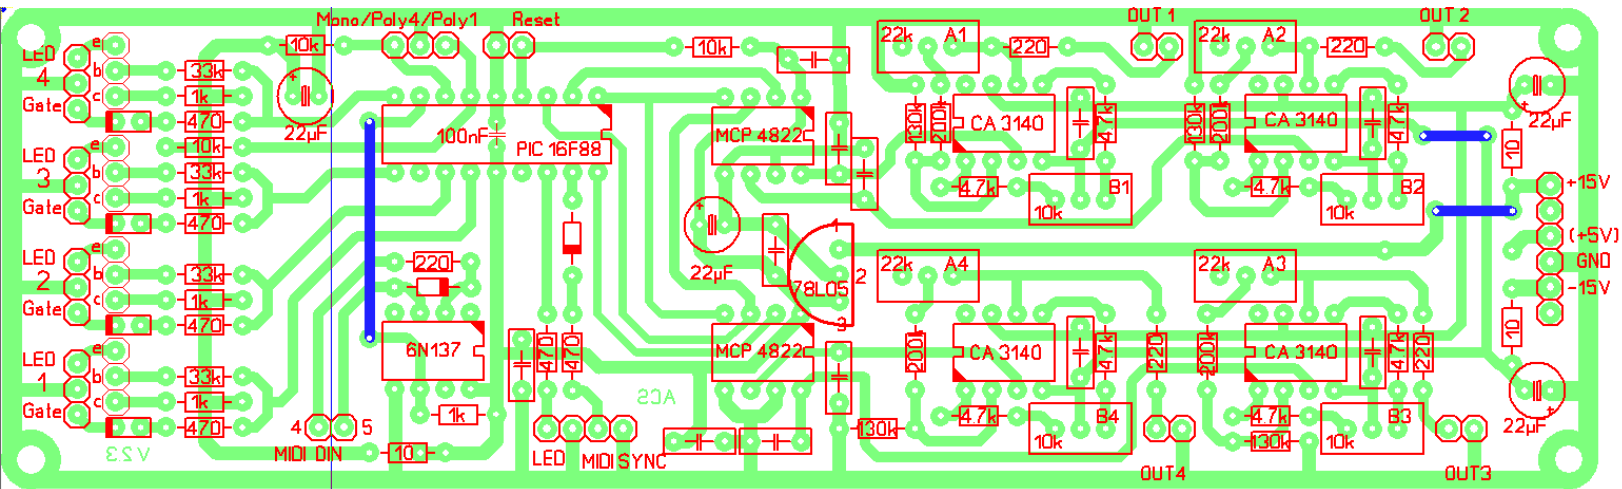 Mono/Poly4/Poly1 Reset OUT 1 OUT 2
LED e 10k 10k 22k A1 220 22k A2 220
4 b 33k
Gate c 1k
470 22µF 100nF PIC 16F88 MCP 4822 130k 200k CA 3140 4.7k 130k 200k CA 3140 4.7k 22µF
10k 10
LED e
3 b 33k
Gate c 1k 4.7k B1 4.7k B2 +15V
470 10k 10k
1 (+5V)
LED e 220 22µF 2 22k A4 22k A3 GND
2 b 33k 78L05 -15V
Gate c 1k 3
470 10
6N137 470 470 MCP 4822 200k CA 3140 4.7k 220 200k CA 3140 4.7k 220
LED e
1 b 33k
Gate c 1k 1k ACS 4.7k B4 4.7k B3 22µF
470 4 5 130k 10k 130k 10k
V23 MIDI DIN 10 LED MIDI SYNC OUT4 OUT3